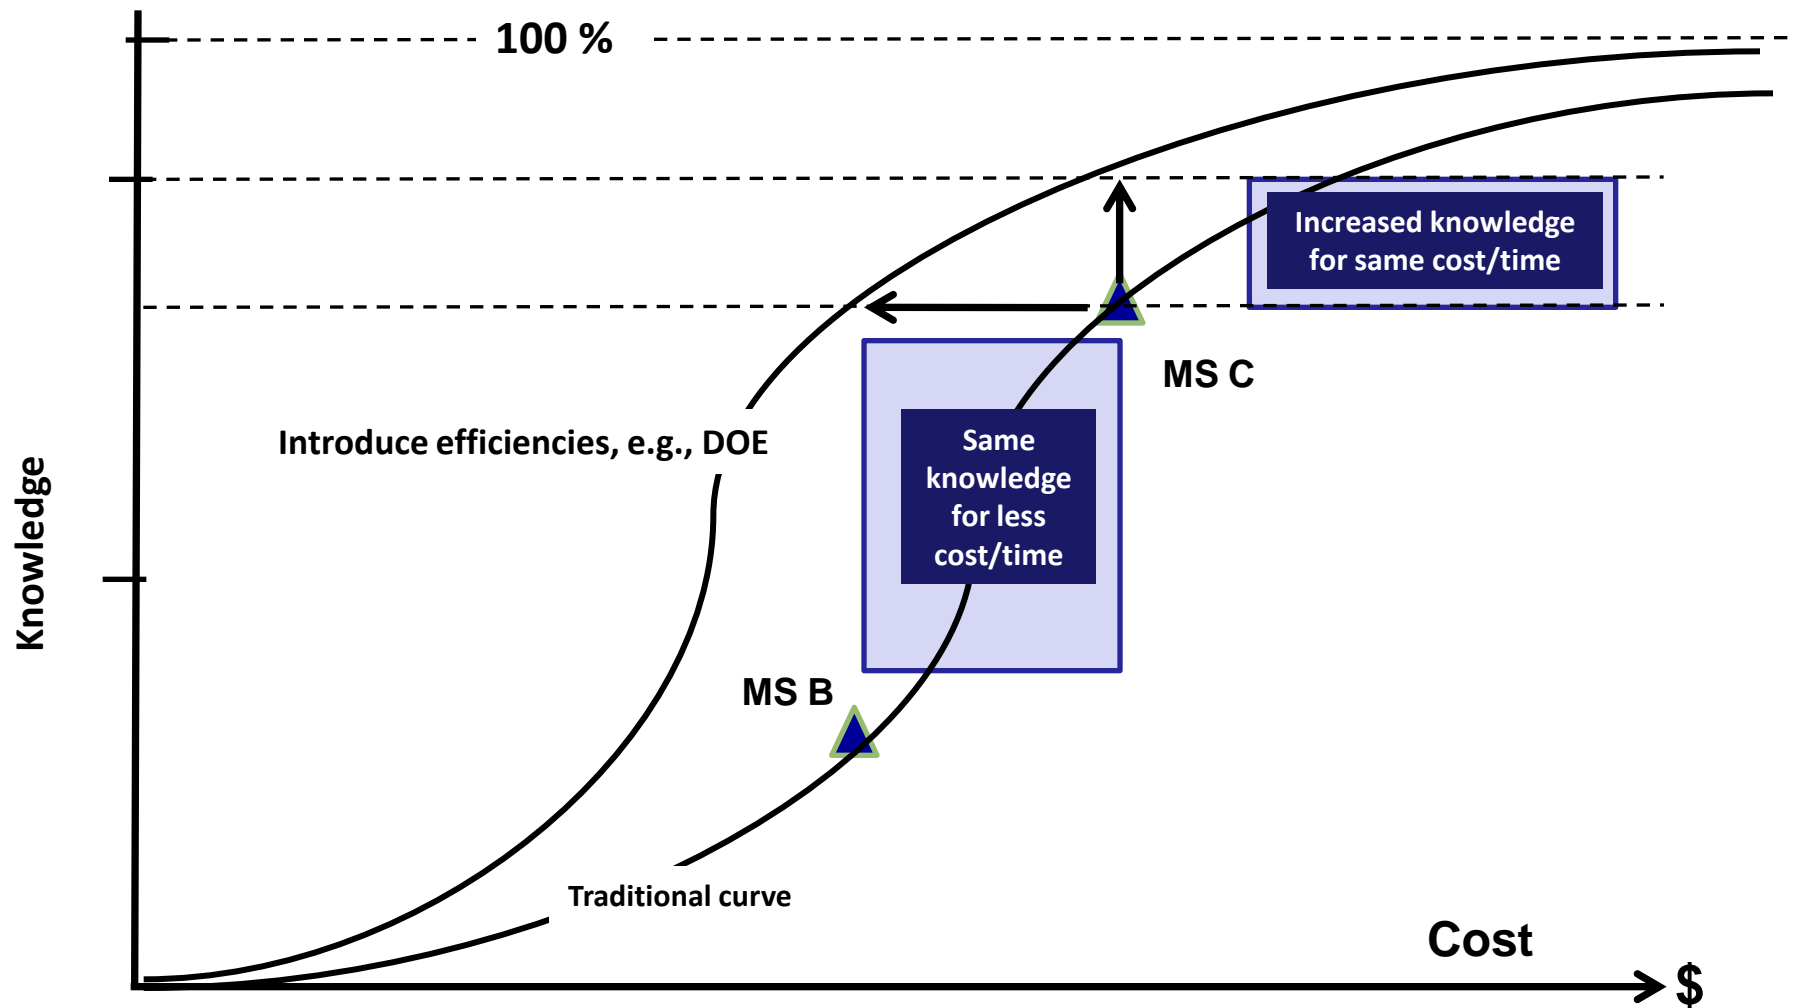 100 %
Increased knowledge
for same cost/time
MS C
Introduce efficiencies, e.g., DOE
Same
knowledge
for less
cost/time
Knowledge
MS B
Traditional curve
Cost
$